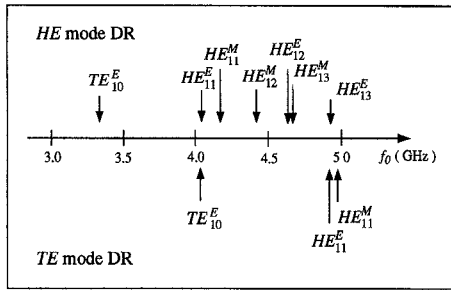 HE mode DR
TE^E_10
HE^E_11
HE^M_11
HE^M_12
HE^E_12
HE^M_13
HE^E_13
3.0 3.5 4.0 4.5 5 0 f_0 ( GHz )
TE^E_10
HE^E_11
HE^M_11
TE mode DR